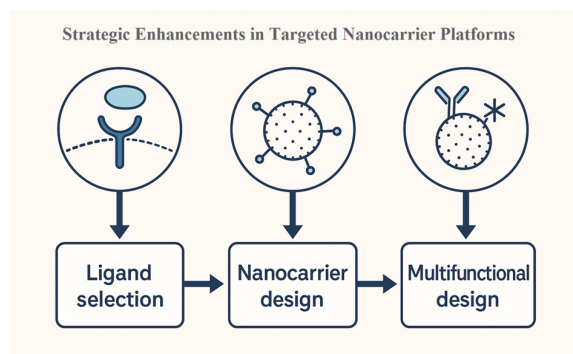 Strategic Enhancements in Targeted Nanocarrier Platforms
Ligand
selection
Nanocarrier
design
Multifunctional
design